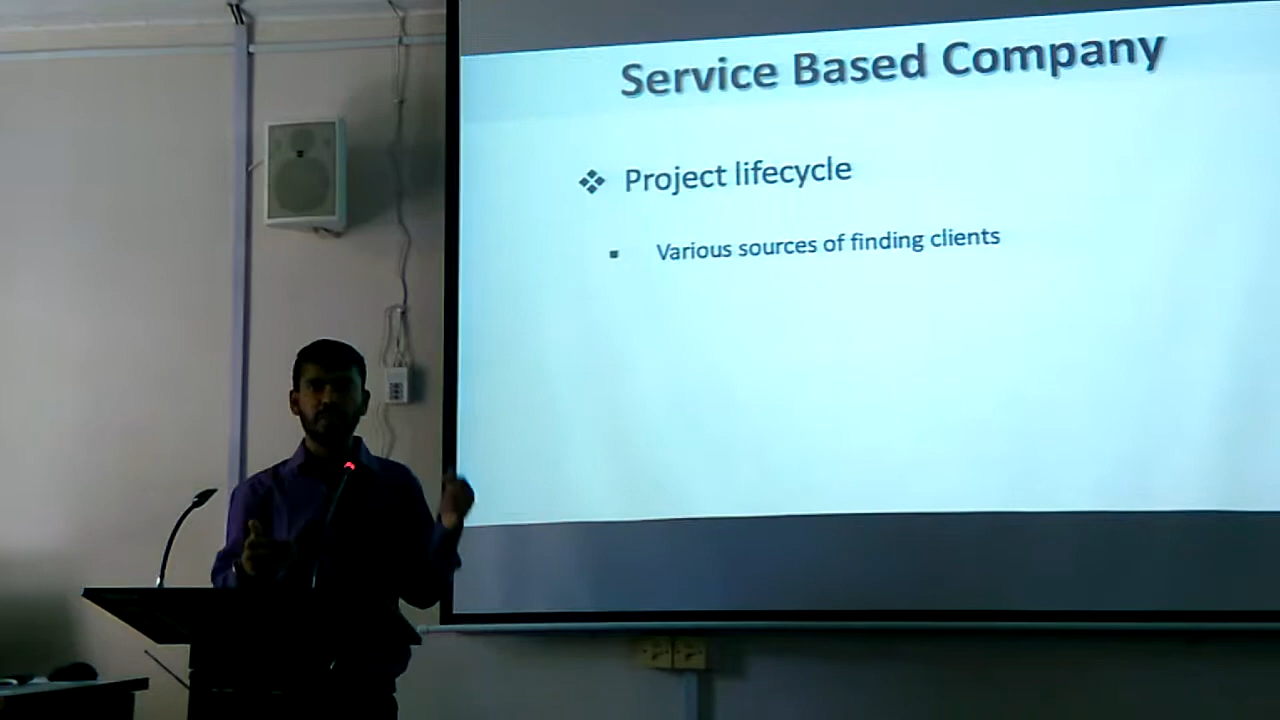 Service Based Company
Project lifecycle
Various sources of finding clients